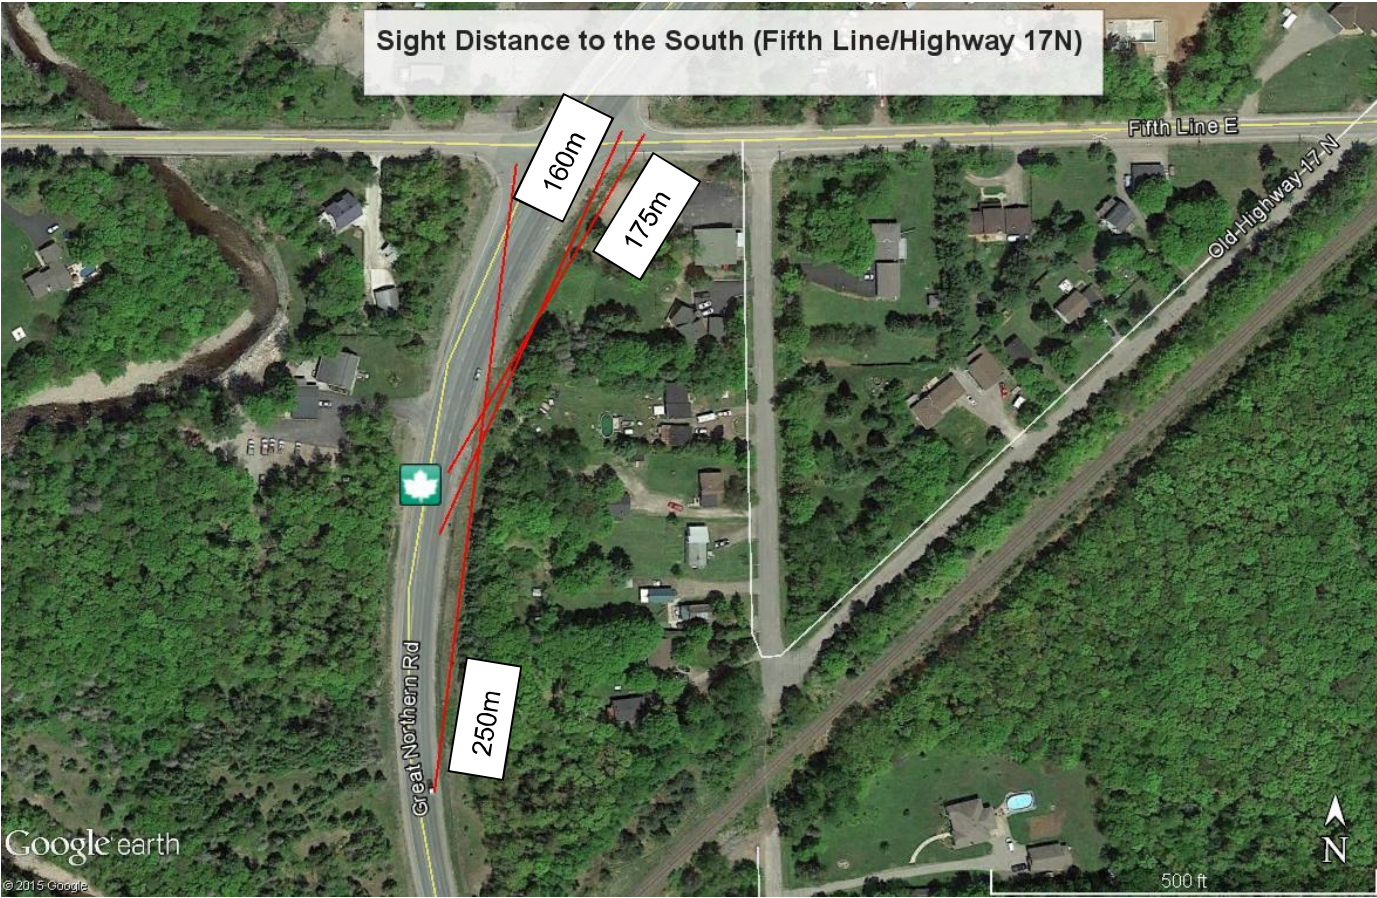 Sight Distance to the South (Fifth Line/Highway 17N)
Fifth Line E
160m
175m
Old Highway 17 N
250m
Great Northern Rd
Google earth
N
© 2015 Google
500 ft